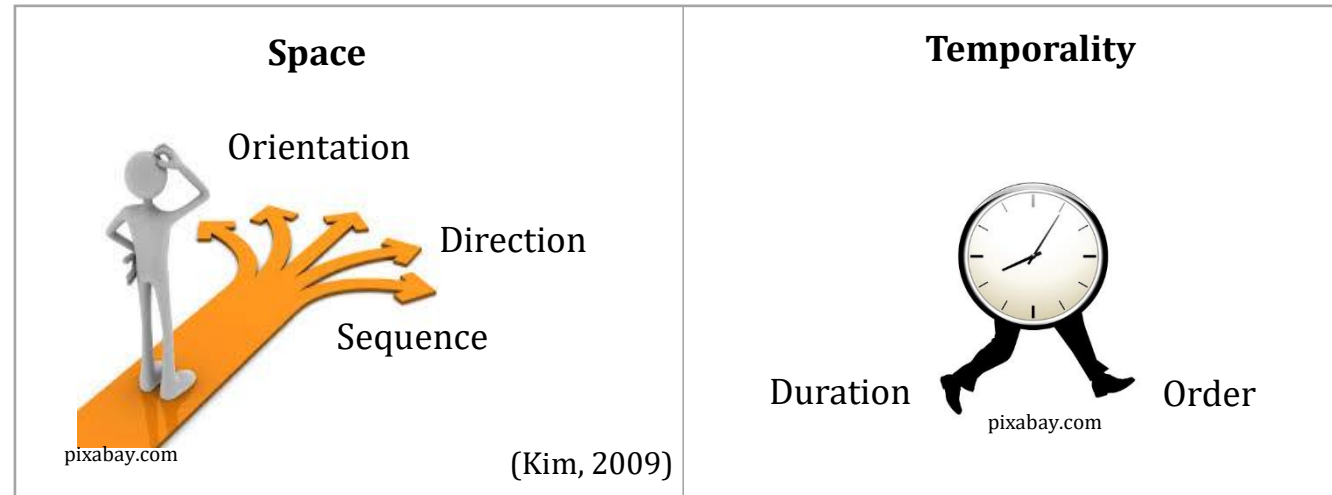 Space
Orientation
Direction
Sequence
pixabay.com
(Kim, 2009)
Temporality
Duration
Order
pixabay.com